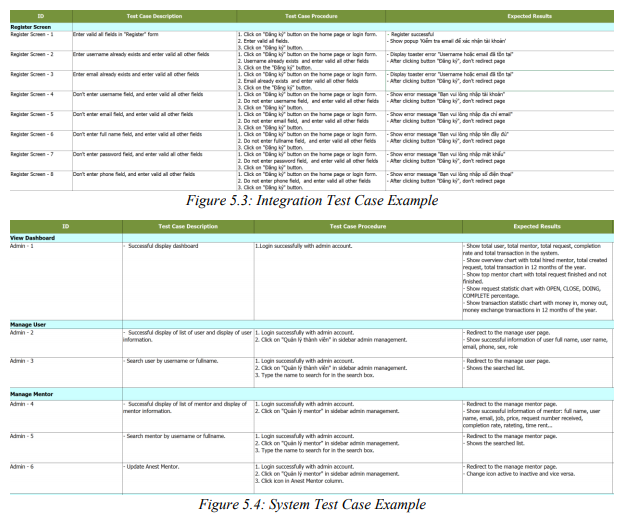 ID Test Case Description Test Case Procedure Expected Results
Register Screen
Register Screen - 1 Enter valid all fields in "Register" form 1. Click on "Đăng ký" button on the home page or login form. - Register successful
2. Enter valid all fields. - Show popup 'Kiểm tra email để xác nhận tài khoản'
3. Click on "Đăng ký" button.
Register Screen - 2 Enter username already exists and enter valid all other fields 1. Click on "Đăng ký" button on the home page or login form. - Display toaster error "Username hoặc email đã tồn tại"
2. Username already exists and enter valid all other fields - After clicking button "Đăng ký", don't redirect page
3. Click on the "Đăng ký" button.
Register Screen - 3 Enter email already exists and enter valid all other fields 1. Click on "Đăng ký" button on the home page or login form. - Display toaster error "Username hoặc email đã tồn tại"
2. Email already exists and enter valid all other fields - After clicking button "Đăng ký", don't redirect page
3. Click on "Đăng ký" button.
Register Screen - 4 Don't enter username field, and enter valid all other fields 1. Click on "Đăng ký" button on the home page or login form. - Show error message "Bạn vui lòng nhập tài khoản"
2. Do not enter username field, and enter valid all other fields - After clicking button "Đăng ký", don't redirect page
3. Click on "Đăng ký" button.
Register Screen - 5 Don't enter email field, and enter valid all other fields 1. Click on "Đăng ký" button on the home page or login form. - Show error message "Bạn vui lòng nhập địa chỉ email"
2. Do not enter email field, and enter valid all other fields - After clicking button "Đăng ký", don't redirect page
3. Click on "Đăng ký" button.
Register Screen - 6 Don't enter full name field, and enter valid all other fields 1. Click on "Đăng ký" button on the home page or login form. - Show error message "Bạn vui lòng nhập tên đầy đủ"
2. Do not enter fullname field, and enter valid all other fields - After clicking button "Đăng ký", don't redirect page
3. Click on "Đăng ký" button.
Register Screen - 7 Don't enter password field, and enter valid all other fields 1. Click on "Đăng ký" button on the home page or login form. - Show error message "Bạn vui lòng nhập mật khẩu"
2. Do not enter password field, and enter valid all other fields - After clicking button "Đăng ký", don't redirect page
3. Click on "Đăng ký" button.
Register Screen - 8 Don't enter phone field, and enter valid all other fields 1. Click on "Đăng ký" button on the home page or login form. - Show error message "Bạn vui lòng nhập số điện thoại"
2. Do not enter phone field, and enter valid all other fields - After clicking button "Đăng ký", don't redirect page
3. Click on "Đăng ký" button.
Figure 5.3: Integration Test Case Example
ID Test Case Description Test Case Procedure Expected Results
View Dashboard
Admin - 1 - Successful display dashboard 1.Login successfully with admin account. - Show total user, total mentor, total request, completion
rate and total transaction in the system.
- Show overview chart with total hired mentor, total created
request, total transaction in 12 months of the year.
- Show top mentor chart with total request finished and not
finished.
- Show request statistic chart with OPEN, CLOSE, DOING,
COMPLETE percentage.
- Show transaction statistic chart with money in, money out,
money exchange transactions in 12 months of the year.
Manage User
Admin - 2 - Successful display of list of user and display of user 1. Login successfully with admin account. - Redirect to the manage user page.
information. 2. Click on "Quản lý thành viên" in sidebar admin management. - Show successful information of user full name, user name,
email, phone, sex, role
Admin - 3 - Search user by username or fullname. 1. Login successfully with admin account. - Redirect to the manage user page.
2. Click on "Quản lý thành viên" in sidebar admin management. - Shows the searched list.
3. Type the name to search for in the search box.
Manage Mentor
Admin - 4 - Successful display of list of mentor and display of 1. Login successfully with admin account. - Redirect to the manage mentor page.
mentor information. 2. Click on "Quản lý mentor" in sidebar admin management. - Show successful information of mentor: full name, user
name, email, job, price, request number received,
completion rate, rateting, time rent...
Admin - 5 - Search mentor by username or fullname. 1. Login successfully with admin account. - Redirect to the manage mentor page.
2. Click on "Quản lý mentor" in sidebar admin management. - Shows the searched list.
3. Type the name to search for in the search box.
Admin - 6 - Update Anest Mentor. 1. Login successfully with admin account. - Redirect to the manage mentor page.
2. Click on "Quản lý mentor" in sidebar admin management. - Change icon active to inactive and vice versa.
3. Click icon in Anest Mentor column.
Figure 5.4: System Test Case Example